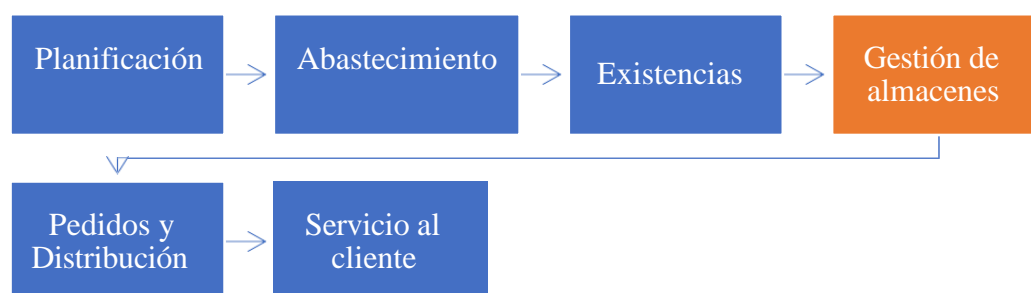 Planificación
Abastecimiento
Existencias
Gestión de
almacenes
Pedidos y
Distribución
Servicio al
cliente